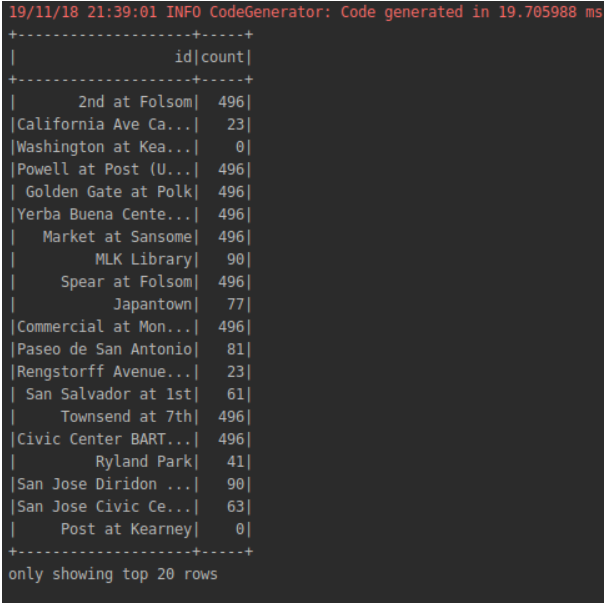 19/11/18 21:39:01 INFO CodeGenerator: Code generated in 19.705988 ms
+--------------------+-----+
|                  id|count|
+--------------------+-----+
|       2nd at Folsom|  496|
|California Ave Ca...|   23|
|Washington at Kea...|    0|
|Powell at Post (U...|  496|
| Golden Gate at Polk|  496|
|Yerba Buena Cente...|  496|
|   Market at Sansome|  496|
|         MLK Library|   90|
|     Spear at Folsom|  496|
|           Japantown|   77|
|Commercial at Mon...|  496|
|Paseo de San Antonio|   81|
|Rengstorff Avenue...|   23|
| San Salvador at 1st|   61|
|     Townsend at 7th|  496|
|Civic Center BART...|  496|
|         Ryland Park|   41|
|San Jose Diridon ...|   90|
|San Jose Civic Ce...|   63|
|     Post at Kearney|    0|
+--------------------+-----+
only showing top 20 rows